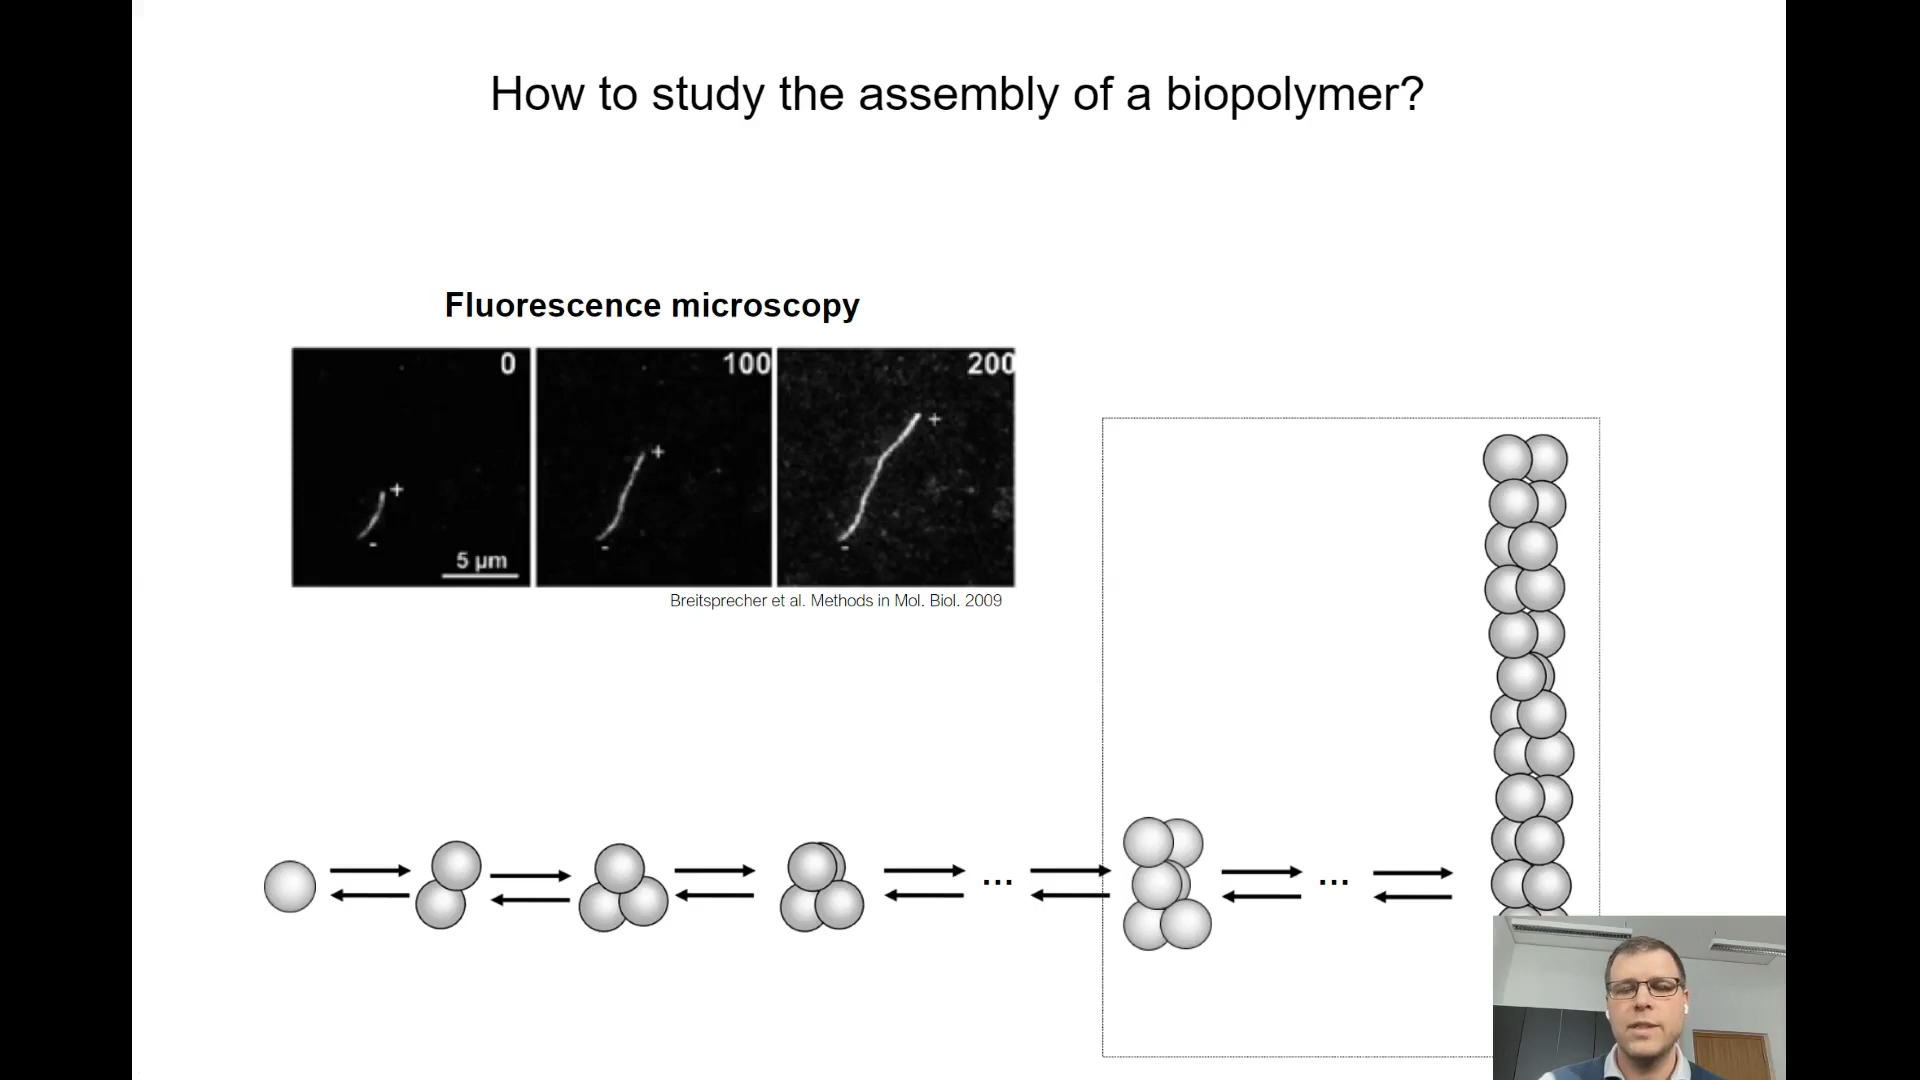 How to study the assembly of a biopolymer?
Fluorescence microscopy
0
100
200
+
+
+
-
-
-
5 µm
Breitsprecher et al. Methods in Mol. Biol. 2009
...
...